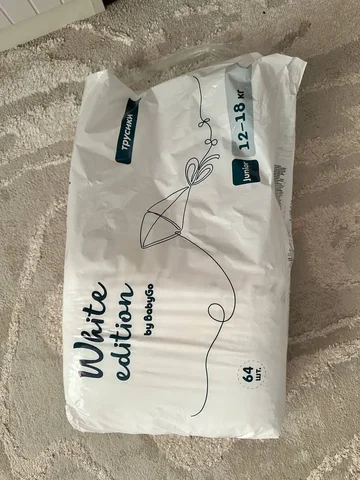 White
edition
by BabyGo
трусики
Junior
12–18 кг
64
шт.